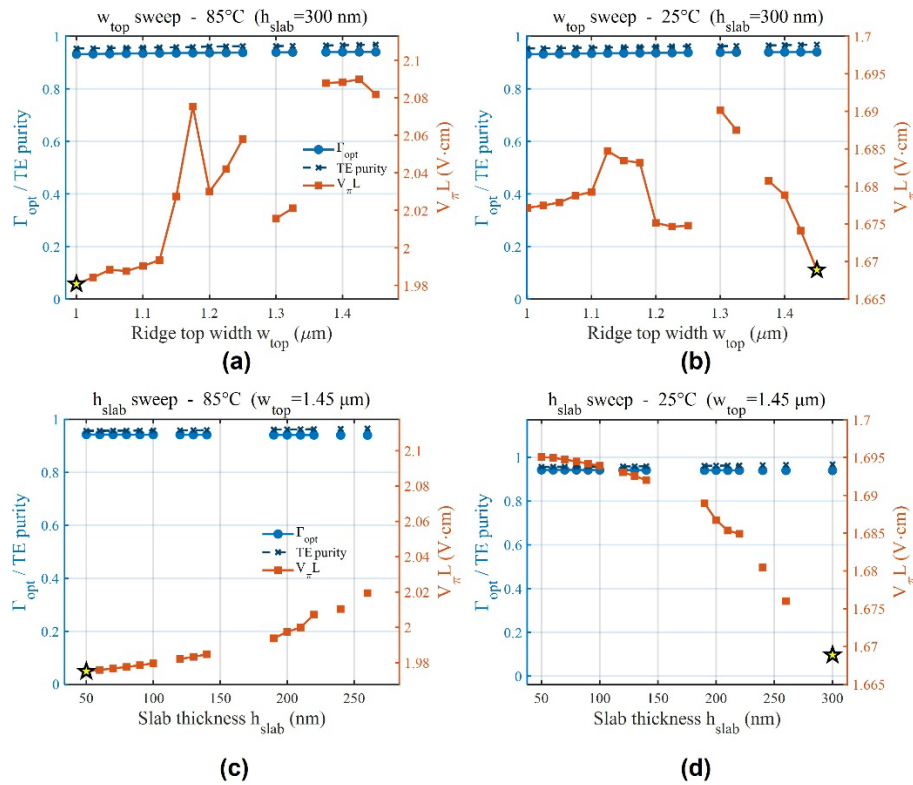 w_top sweep - 85°C (h_slab=300 nm)
1
0.8
0.6
0.4
0.2
0
Γ_opt / TE purity
Γ_opt
TE purity
V_π L
2.1
2.08
2.06
2.04
2.02
2
1.98
V_π L (V·cm)
1
1.1
1.2
1.3
1.4
Ridge top width w_top (μm)
(a)
w_top sweep - 25°C (h_slab=300 nm)
1
0.8
0.6
0.4
0.2
0
Γ_opt / TE purity
1.7
1.695
1.69
1.685
1.68
1.675
1.67
1.665
V_π L (V·cm)
1
1.1
1.2
1.3
1.4
Ridge top width w_top (μm)
(b)
h_slab sweep - 85°C (w_top=1.45 μm)
1
0.8
0.6
0.4
0.2
0
Γ_opt / TE purity
Γ_opt
TE purity
V_π L
2.1
2.08
2.06
2.04
2.02
2
1.98
V_π L (V·cm)
50
100
150
200
250
Slab thickness h_slab (nm)
(c)
h_slab sweep - 25°C (w_top=1.45 μm)
1
0.8
0.6
0.4
0.2
0
Γ_opt / TE purity
1.7
1.695
1.69
1.685
1.68
1.675
1.67
1.665
V_π L (V·cm)
50
100
150
200
250
300
Slab thickness h_slab (nm)
(d)